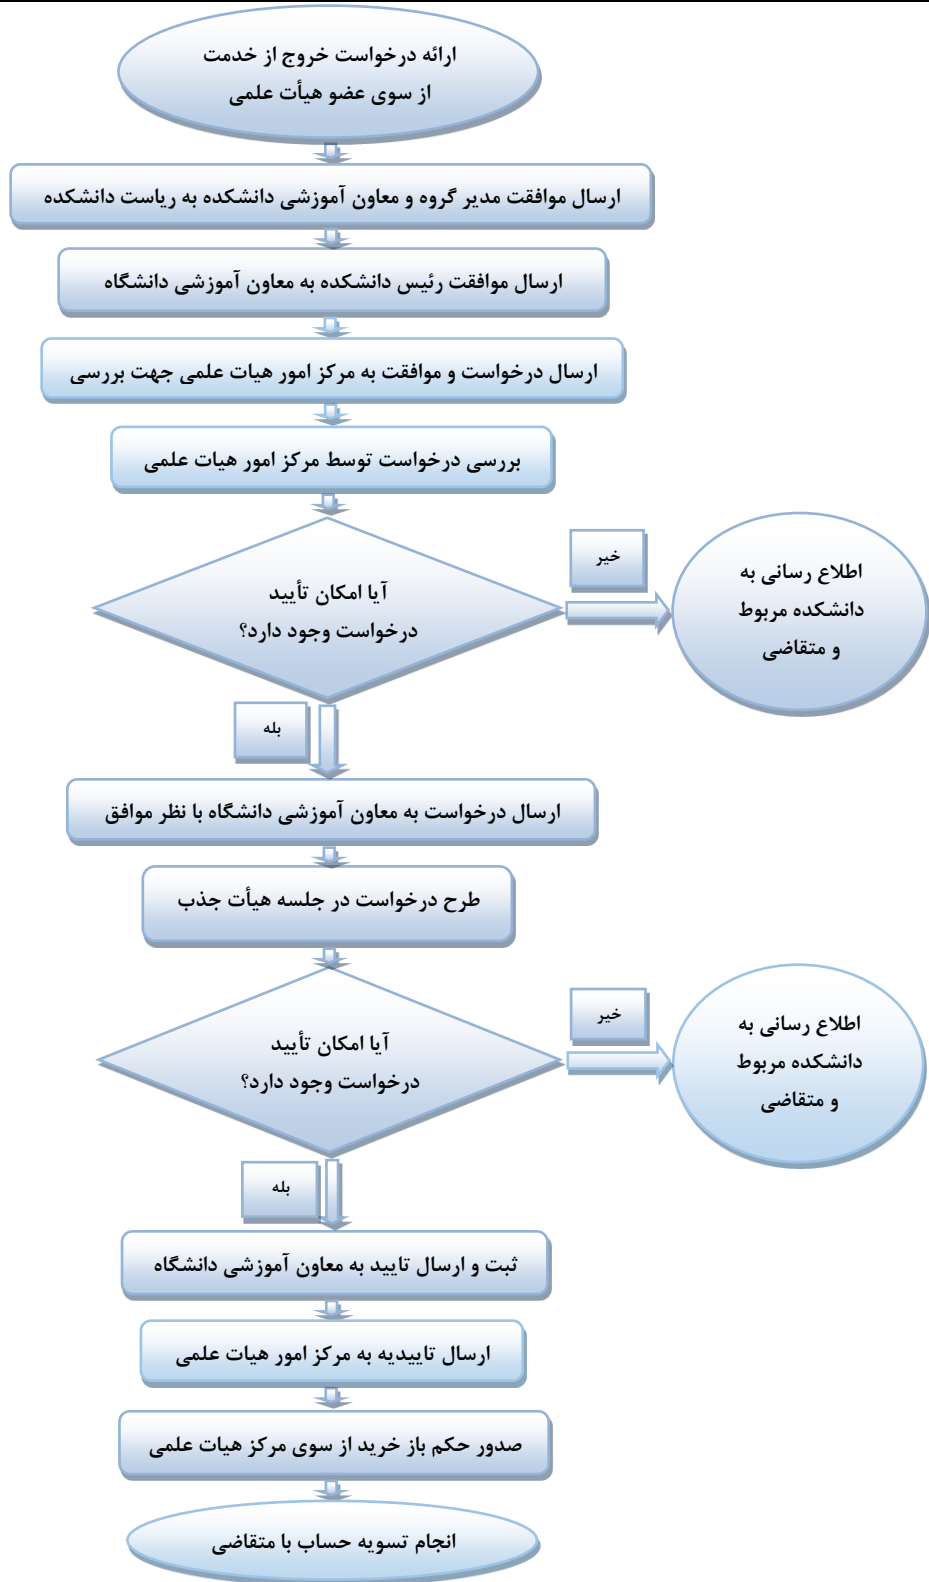 ارائه درخواست خروج از خدمت
از سوی عضو هیأت علمی
ارسال موافقت مدیر گروه و معاون آموزشی دانشکده به ریاست دانشکده
ارسال موافقت رئیس دانشکده به معاون آموزشی دانشگاه
ارسال درخواست و موافقت به مرکز امور هیات علمی جهت بررسی
بررسی درخواست توسط مرکز امور هیات علمی
آیا امکان تأیید
درخواست وجود دارد؟
خیر
اطلاع رسانی به
دانشکده مربوط
و متقاضی
بله
ارسال درخواست به معاون آموزشی دانشگاه با نظر موافق
طرح درخواست در جلسه هیأت جذب
آیا امکان تأیید
درخواست وجود دارد؟
خیر
اطلاع رسانی به
دانشکده مربوط
و متقاضی
بله
ثبت و ارسال تایید به معاون آموزشی دانشگاه
ارسال تاییدیه به مرکز امور هیات علمی
صدور حکم باز خرید از سوی مرکز هیات علمی
انجام تسویه حساب با متقاضی